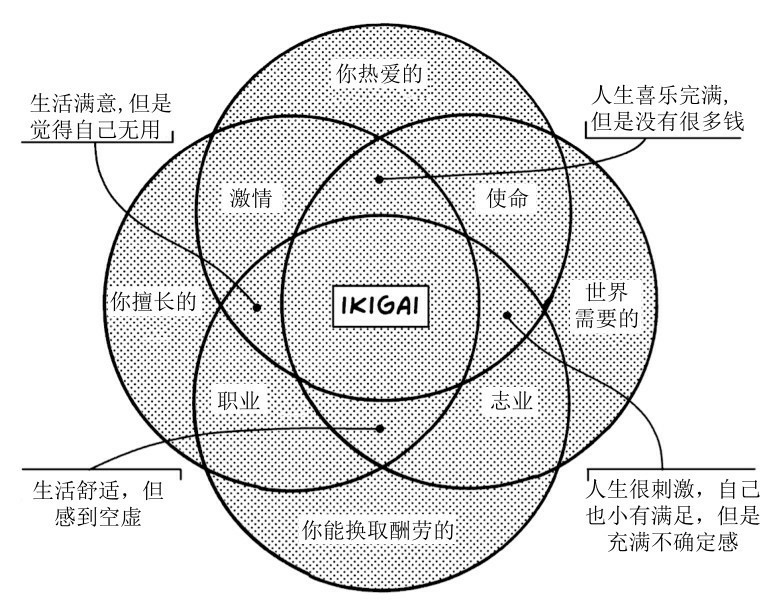 你热爱的
生活满意,但是
觉得自己无用
人生喜乐完满,
但是没有很多钱
激情
使命
你擅长的
IKIGAI
世界
需要的
职业
志业
生活舒适，但
感到空虚
你能换取酬劳的
人生很刺激，自己
也小有满足，但是
充满不确定感